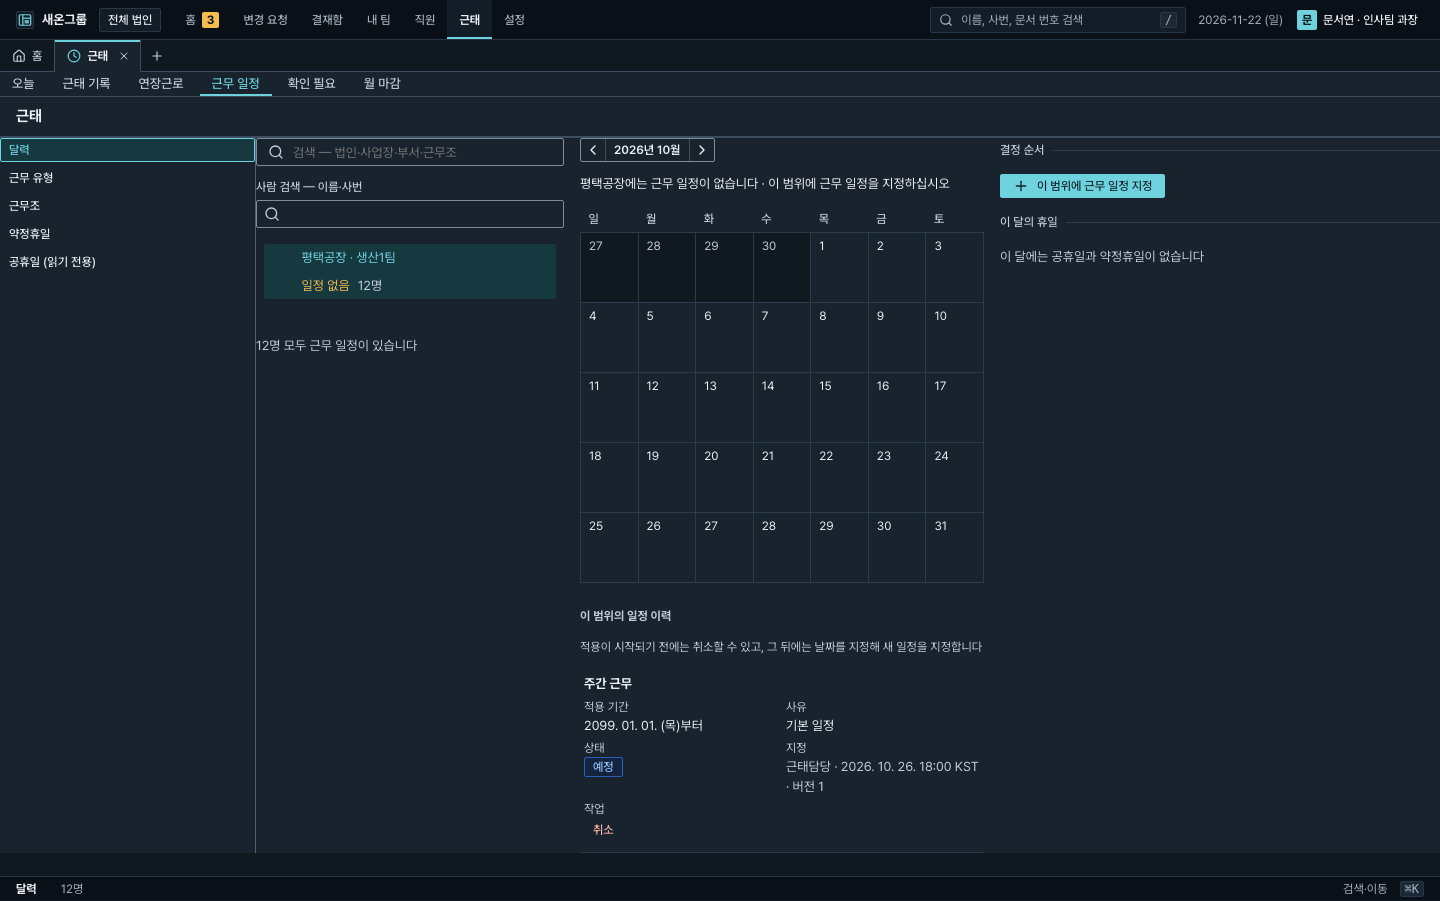 새온그룹 전체 법인 홈 3 변경 요청 결재함 내 팀 직원 근태 설정 이름, 사번, 문서 번호 검색 / 2026-11-22 (일) 문 문서연 · 인사팀 과장
홈 근태
오늘 근태 기록 연장근로 근무 일정 확인 필요 월 마감
근태
달력
근무 유형
근무조
약정휴일
공휴일 (읽기 전용)
검색 — 법인·사업장·부서·근무조
사람 검색 — 이름·사번
평택공장 · 생산1팀
일정 없음 12명
12명 모두 근무 일정이 있습니다
2026년 10월
평택공장에는 근무 일정이 없습니다 · 이 범위에 근무 일정을 지정하십시오
일 월 화 수 목 금 토
27 28 29 30 1 2 3
4 5 6 7 8 9 10
11 12 13 14 15 16 17
18 19 20 21 22 23 24
25 26 27 28 29 30 31
이 범위의 일정 이력
적용이 시작되기 전에는 취소할 수 있고, 그 뒤에는 날짜를 지정해 새 일정을 지정합니다
주간 근무
적용 기간
2099. 01. 01. (목)부터
사유
기본 일정
상태
예정
지정
근태담당 · 2026. 10. 26. 18:00 KST
· 버전 1
작업
취소
결정 순서
이 범위에 근무 일정 지정
이 달의 휴일
이 달에는 공휴일과 약정휴일이 없습니다
달력 12명 검색·이동 ⌘K